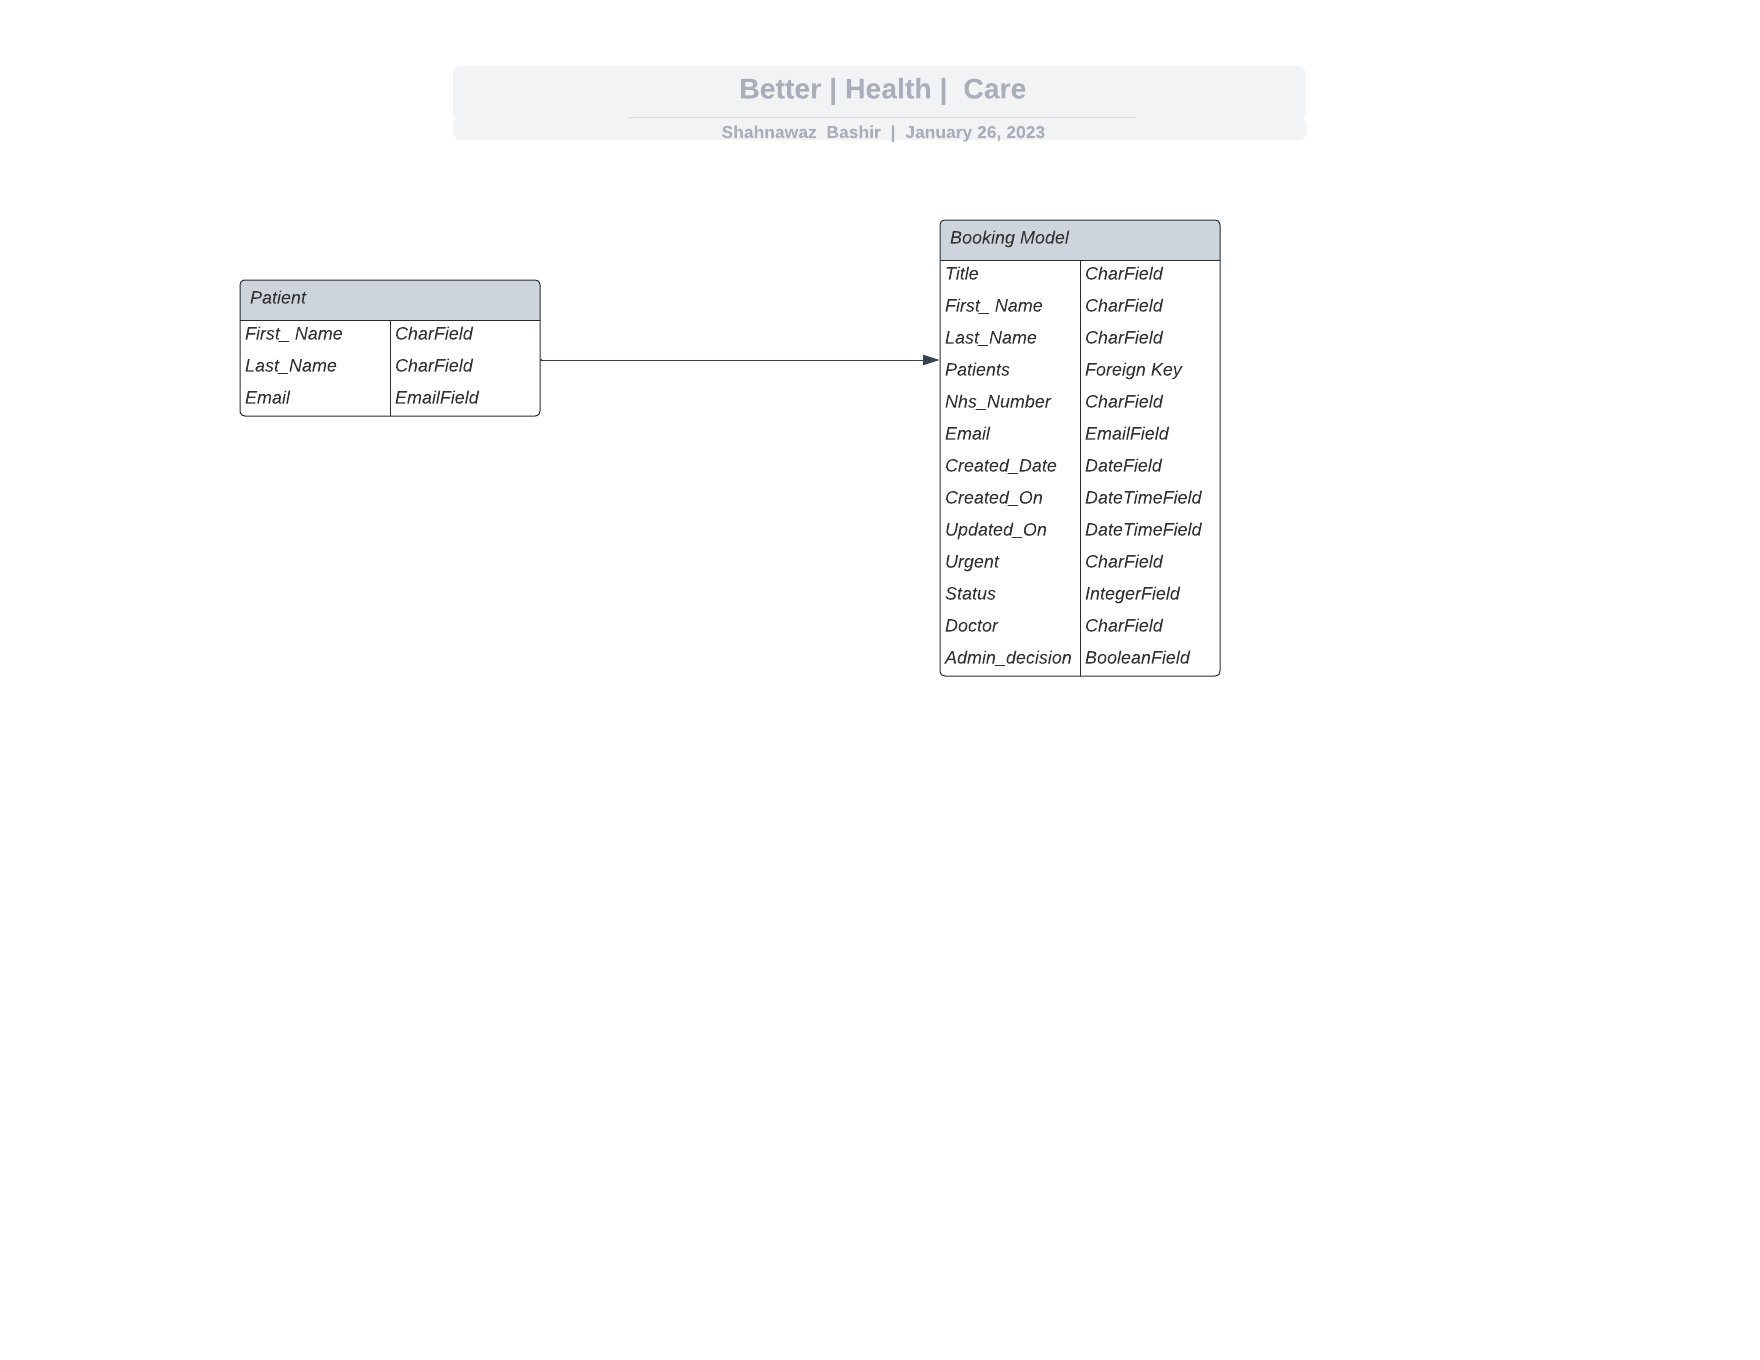 Better | Health |  Care
Shahnawaz  Bashir  |  January 26, 2023
Patient
First_ Name CharField
Last_Name CharField
Email EmailField
Booking Model
Title CharField
First_ Name CharField
Last_Name CharField
Patients Foreign Key
Nhs_Number CharField
Email EmailField
Created_Date DateField
Created_On DateTimeField
Updated_On DateTimeField
Urgent CharField
Status IntegerField
Doctor CharField
Admin_decision BooleanField